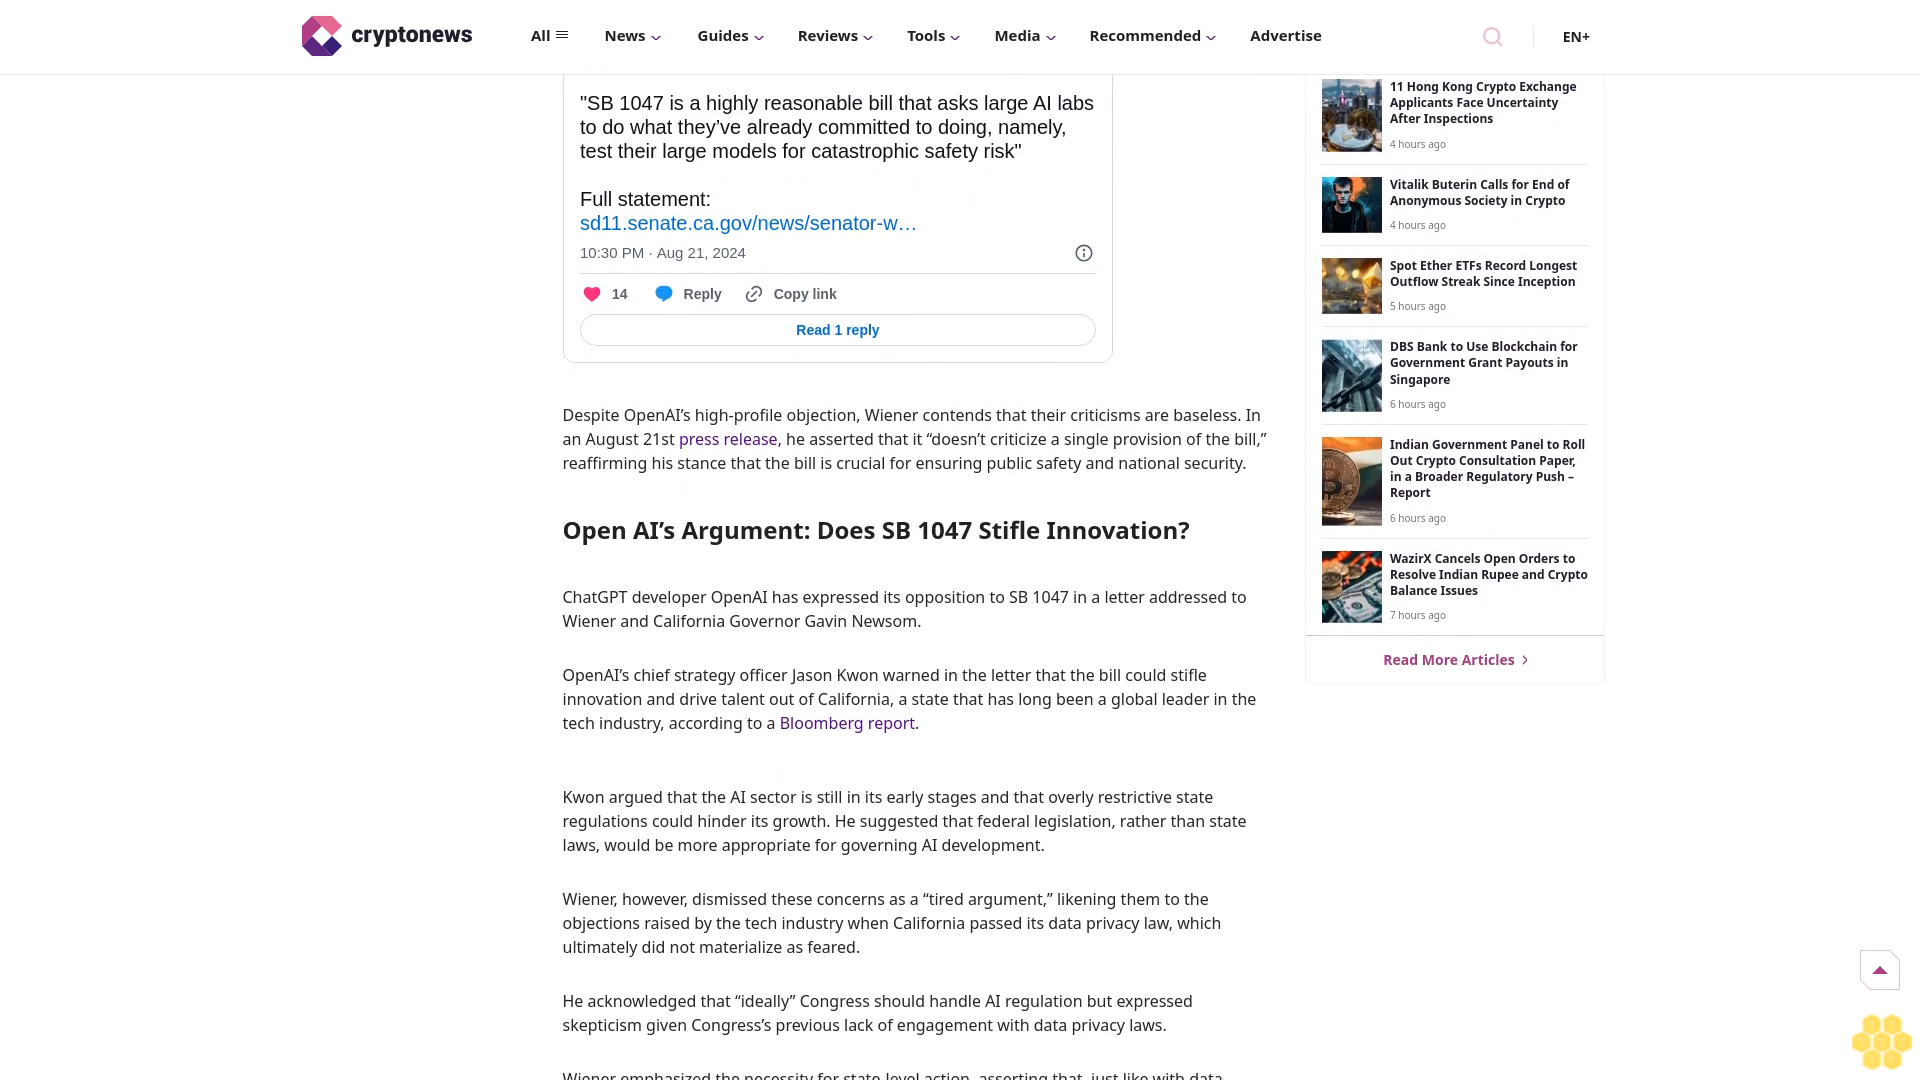 cryptonews
All
News
Guides
Reviews
Tools
Media
Recommended
Advertise
EN+
"SB 1047 is a highly reasonable bill that asks large AI labs
to do what they’ve already committed to doing, namely,
test their large models for catastrophic safety risk"
Full statement:
sd11.senate.ca.gov/news/senator-w…
10:30 PM · Aug 21, 2024
14
Reply
Copy link
Read 1 reply
Despite OpenAI’s high-profile objection, Wiener contends that their criticisms are baseless. In
an August 21st press release, he asserted that it “doesn’t criticize a single provision of the bill,”
reaffirming his stance that the bill is crucial for ensuring public safety and national security.
Open AI’s Argument: Does SB 1047 Stifle Innovation?
ChatGPT developer OpenAI has expressed its opposition to SB 1047 in a letter addressed to
Wiener and California Governor Gavin Newsom.
OpenAI’s chief strategy officer Jason Kwon warned in the letter that the bill could stifle
innovation and drive talent out of California, a state that has long been a global leader in the
tech industry, according to a Bloomberg report.
Kwon argued that the AI sector is still in its early stages and that overly restrictive state
regulations could hinder its growth. He suggested that federal legislation, rather than state
laws, would be more appropriate for governing AI development.
Wiener, however, dismissed these concerns as a “tired argument,” likening them to the
objections raised by the tech industry when California passed its data privacy law, which
ultimately did not materialize as feared.
He acknowledged that “ideally” Congress should handle AI regulation but expressed
skepticism given Congress’s previous lack of engagement with data privacy laws.
Wiener emphasized the necessity for state-level action, asserting that, just like with data
11 Hong Kong Crypto Exchange
Applicants Face Uncertainty
After Inspections
4 hours ago
Vitalik Buterin Calls for End of
Anonymous Society in Crypto
4 hours ago
Spot Ether ETFs Record Longest
Outflow Streak Since Inception
5 hours ago
DBS Bank to Use Blockchain for
Government Grant Payouts in
Singapore
6 hours ago
Indian Government Panel to Roll
Out Crypto Consultation Paper,
in a Broader Regulatory Push –
Report
6 hours ago
WazirX Cancels Open Orders to
Resolve Indian Rupee and Crypto
Balance Issues
7 hours ago
Read More Articles